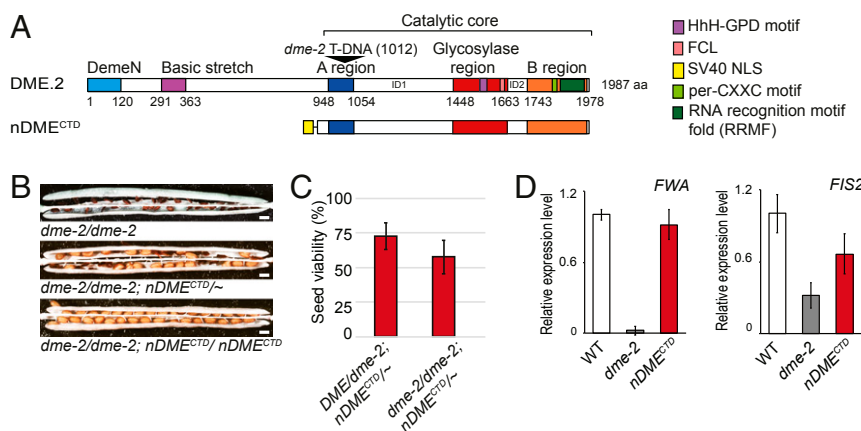 A
Catalytic core
dme-2 T-DNA (1012)
Glycosylase
DemeN Basic stretch A region region B region
DME.2 ID1 ID2 1987 aa
1 120 291 363 948 1054 1448 1663 1743 1978
nDME^CTD
HhH-GPD motif
FCL
SV40 NLS
per-CXXC motif
RNA recognition motif
fold (RRMF)
B
dme-2/dme-2
dme-2/dme-2; nDME^CTD/~
dme-2/dme-2; nDME^CTD/ nDME^CTD
C
Seed viability (%)
100
75
50
25
0
DME/dme-2;
nDME^CTD/~
dme-2/dme-2;
nDME^CTD/~
D
FWA
Relative expression level
1.2
0.6
0
WT
dme-2
nDME^CTD
FIS2
Relative expression level
1.2
0.6
0
WT
dme-2
nDME^CTD